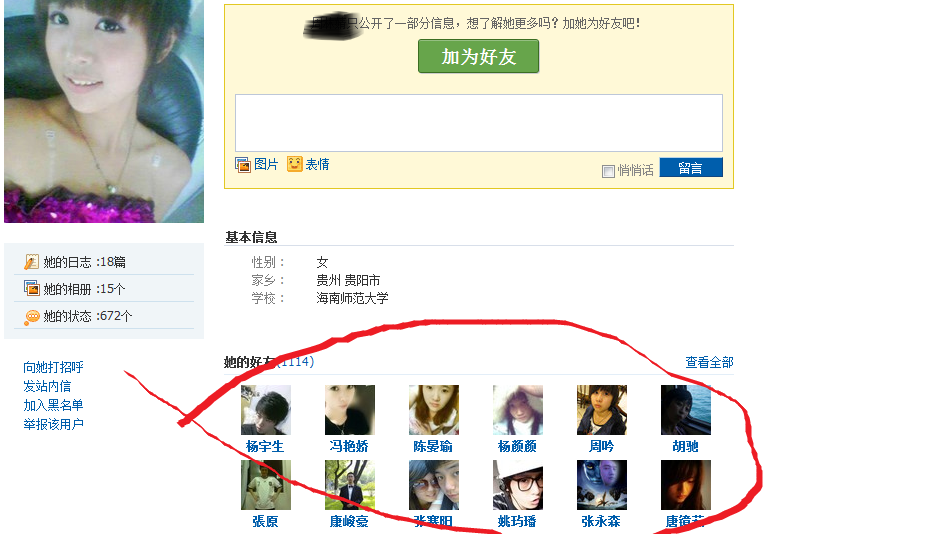 只公开了一部分信息，想了解她更多吗？加她为好友吧！
加为好友
图片 表情
悄悄话 留言
基本信息
性别： 女
家乡： 贵州 贵阳市
学校： 海南师范大学
她的日志 :18篇
她的相册 :15个
她的状态 :672个
向她打招呼
发站内信
加入黑名单
举报该用户
她的好友(1114) 查看全部
杨宇生 冯艳娇 陈晏瑜 杨颜颜 周吟 胡驰
張原 康峻豪 张寒阳 姚玙璠 张永森